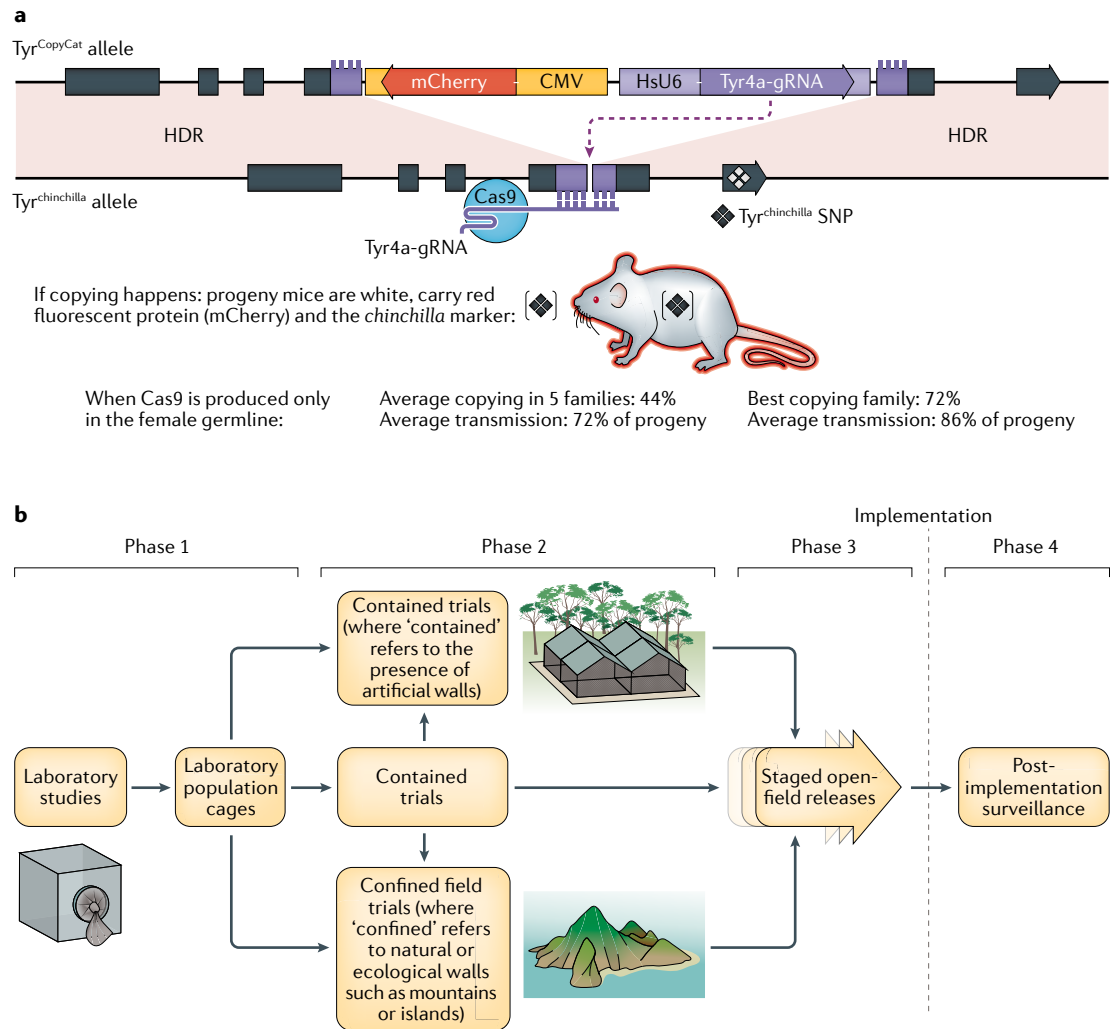 a
Tyr^CopyCat allele
mCherry
CMV
HsU6
Tyr4a-gRNA
HDR
HDR
Tyr^chinchilla allele
Cas9
Tyr4a-gRNA
Tyr^chinchilla SNP
If copying happens: progeny mice are white, carry red
fluorescent protein (mCherry) and the chinchilla marker:
When Cas9 is produced only
in the female germline:
Average copying in 5 families: 44%
Average transmission: 72% of progeny
Best copying family: 72%
Average transmission: 86% of progeny
b
Implementation
Phase 1
Phase 2
Phase 3
Phase 4
Contained trials
(where ‘contained’
refers to the
presence of
artificial walls)
Laboratory
studies
Laboratory
population
cages
Contained
trials
Staged open-
field releases
Post-
implementation
surveillance
Confined field
trials (where
‘confined’ refers
to natural or
ecological walls
such as mountains
or islands)